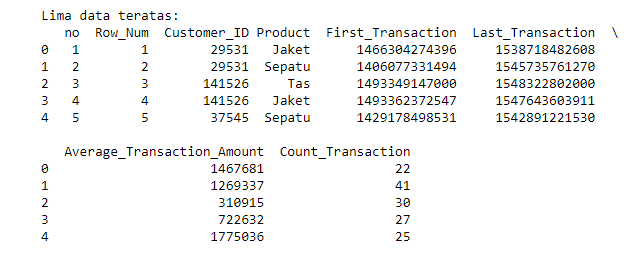 Lima data teratas:
no Row_Num Customer_ID Product First_Transaction Last_Transaction \
0 1 1 29531 Jaket 1466304274396 1538718482608
1 2 2 29531 Sepatu 1406077331494 1545735761270
2 3 3 141526 Tas 1493349147000 1548322802000
3 4 4 141526 Jaket 1493362372547 1547643603911
4 5 5 37545 Sepatu 1429178498531 1542891221530
Average_Transaction_Amount Count_Transaction
0 1467681 22
1 1269337 41
2 310915 30
3 722632 27
4 1775036 25